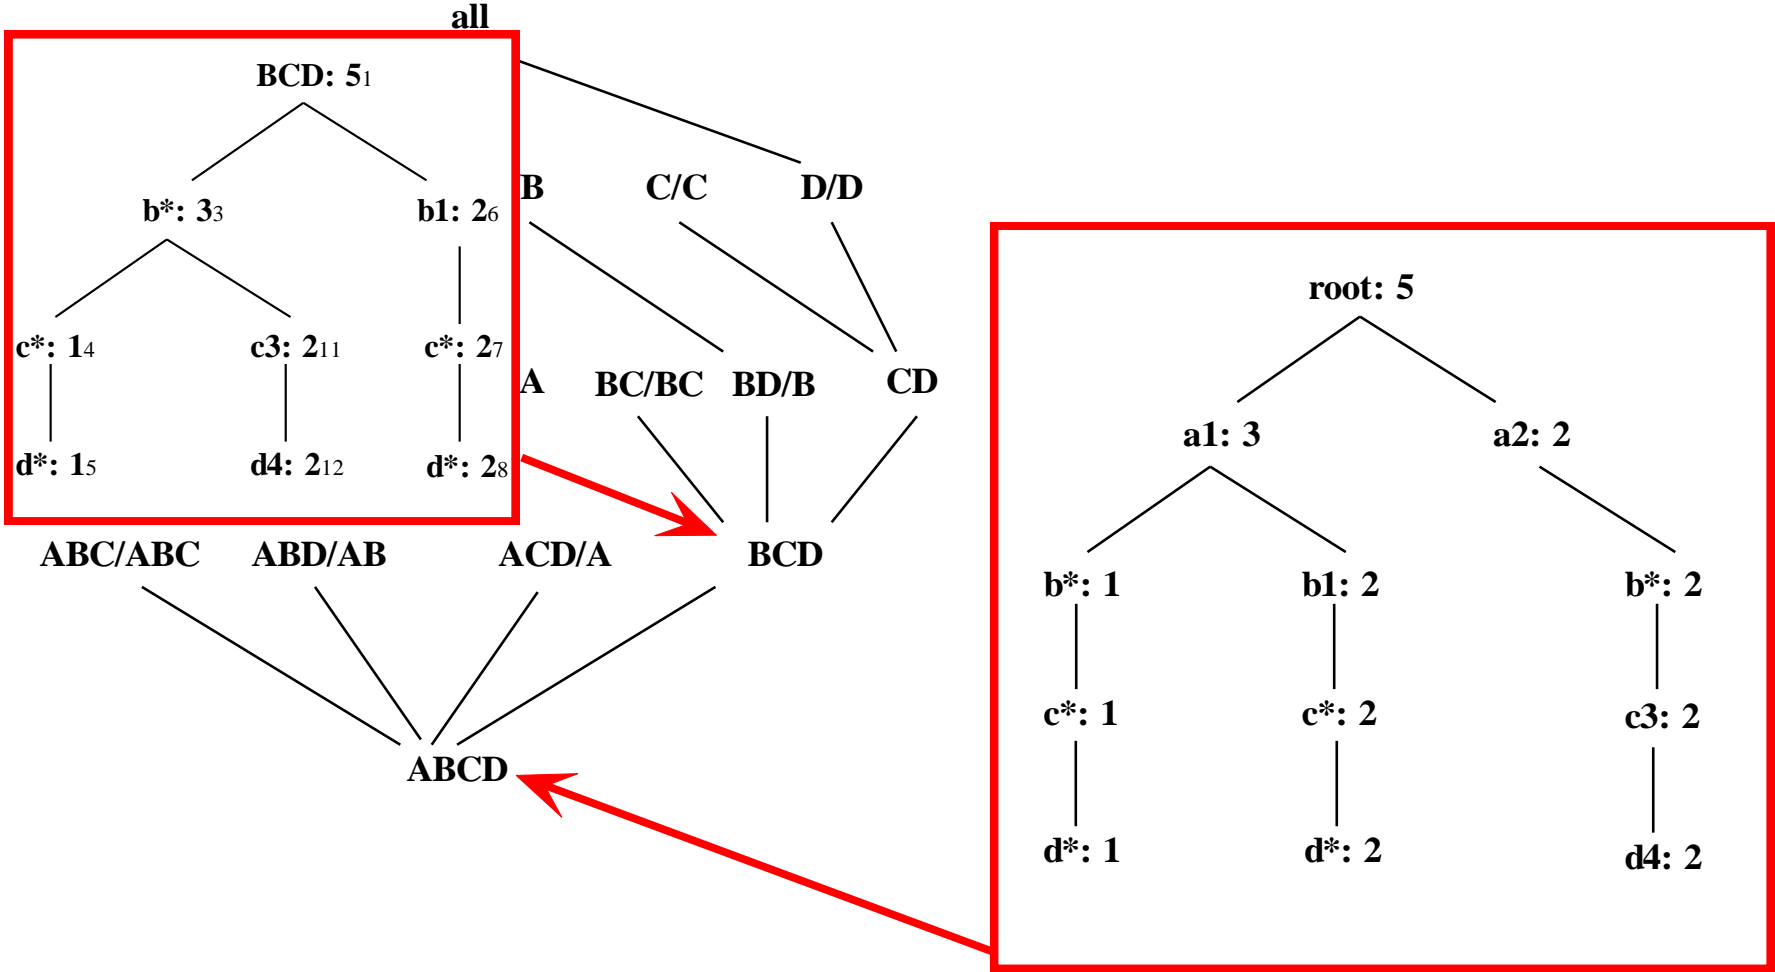 all
BCD: 51
b*: 33 b1: 26
c*: 14 c3: 211 c*: 27
d*: 15 d4: 212 d*: 28
B C/C D/D
A BC/BC BD/B CD
ABC/ABC ABD/AB ACD/A BCD
ABCD
root: 5
a1: 3 a2: 2
b*: 1 b1: 2 b*: 2
c*: 1 c*: 2 c3: 2
d*: 1 d*: 2 d4: 2